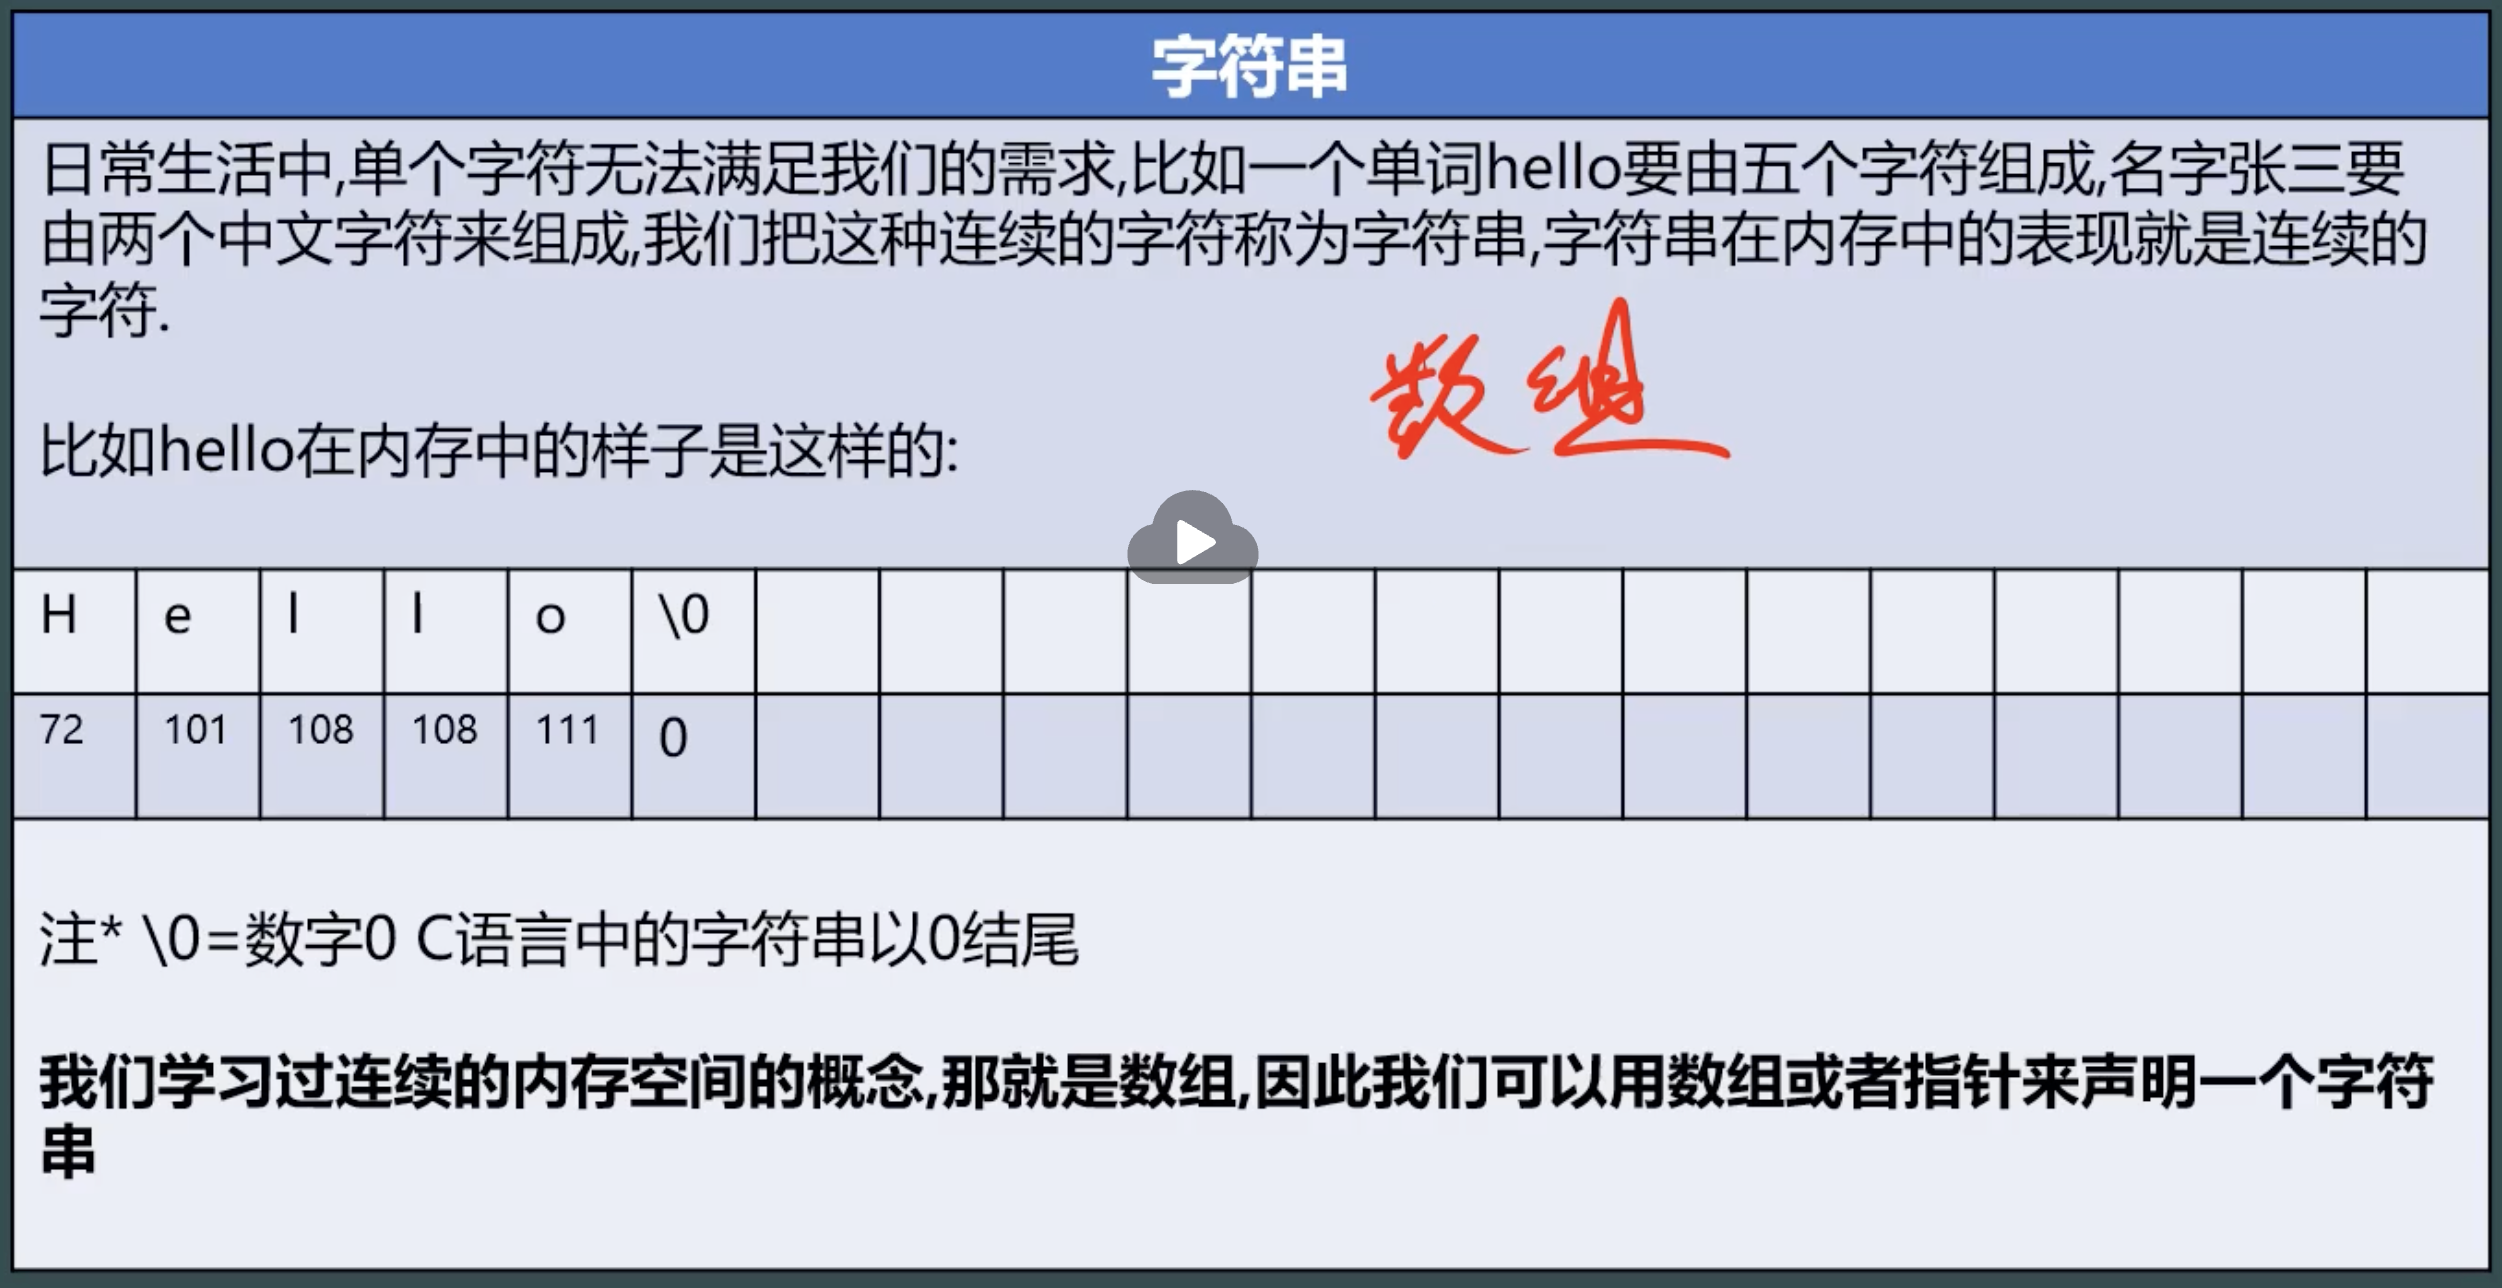 字符串
日常生活中,单个字符无法满足我们的需求,比如一个单词hello要由五个字符组成,名字张三要
由两个中文字符来组成,我们把这种连续的字符称为字符串,字符串在内存中的表现就是连续的
字符.
数组
比如hello在内存中的样子是这样的:
H e l l o \0
72 101 108 108 111 0
注* \0=数字0 C语言中的字符串以0结尾
我们学习过连续的内存空间的概念,那就是数组,因此我们可以用数组或者指针来声明一个字符
串